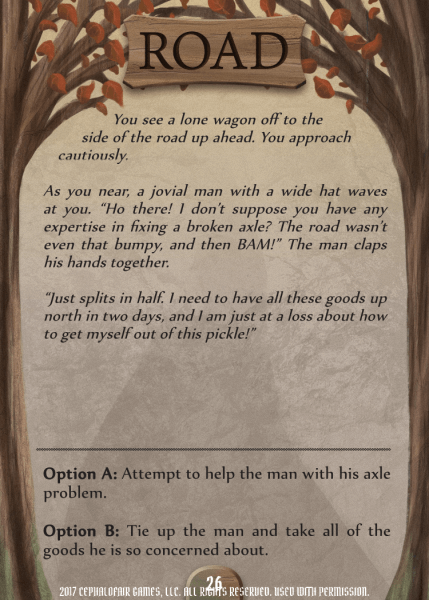 ROAD
You see a lone wagon off to the
side of the road up ahead. You approach
cautiously.
As you near, a jovial man with a wide hat waves
at you. “Ho there! I don’t suppose you have any
expertise in fixing a broken axle? The road wasn’t
even that bumpy, and then BAM!” The man claps
his hands together.
“Just splits in half. I need to have all these goods up
north in two days, and I am just at a loss about how
to get myself out of this pickle!”
Option A: Attempt to help the man with his axle
problem.
Option B: Tie up the man and take all of the
goods he is so concerned about.
26
2017 CEPHALOFAIR GAMES, LLC. ALL RIGHTS RESERVED. USED WITH PERMISSION.